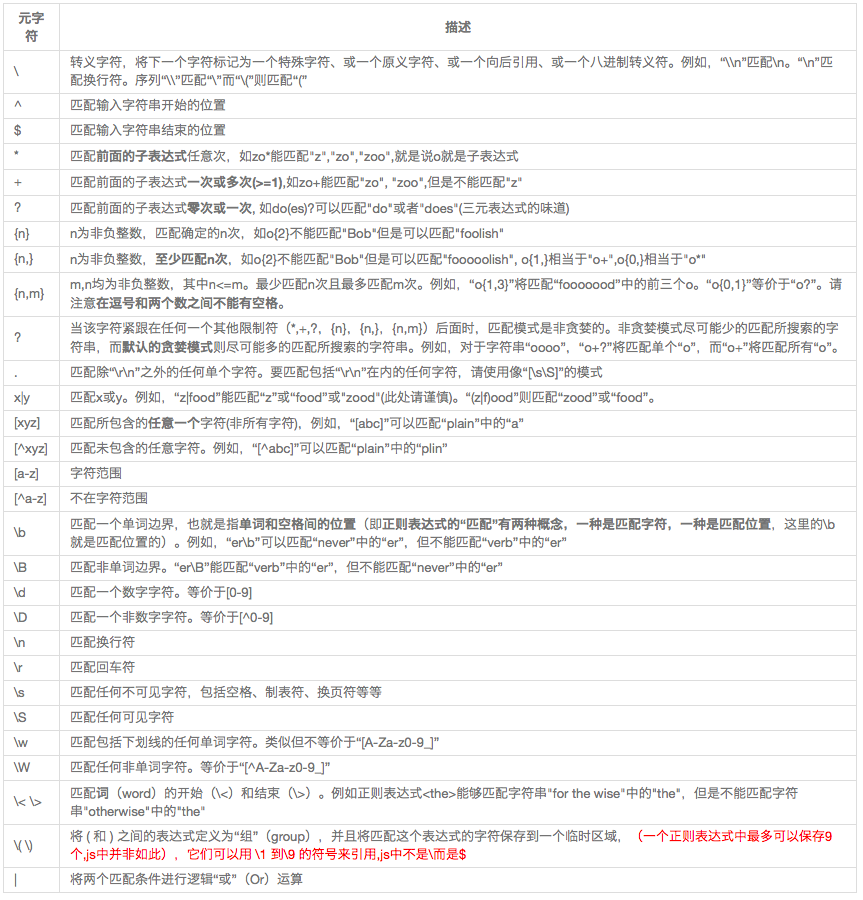 元字
符
描述
\
转义字符，将下一个字符标记为一个特殊字符、或一个原义字符、或一个向后引用、或一个八进制转义符。例如，“\\n”匹配\n。“\n”匹
配换行符。序列“\\”匹配“\”而“\(”则匹配“(”
^
匹配输入字符串开始的位置
$
匹配输入字符串结束的位置
*
匹配前面的子表达式任意次，如zo*能匹配"z","zo","zoo",就是说o就是子表达式
+
匹配前面的子表达式一次或多次(>=1),如zo+能匹配"zo", "zoo",但是不能匹配"z"
?
匹配前面的子表达式零次或一次, 如do(es)?可以匹配"do"或者"does"(三元表达式的味道)
{n}
n为非负整数，匹配确定的n次，如o{2}不能匹配"Bob"但是可以匹配"foolish"
{n,}
n为非负整数，至少匹配n次，如o{2}不能匹配"Bob"但是可以匹配"fooooolish", o{1,}相当于"o+",o{0,}相当于"o*"
{n,m}
m,n均为非负整数，其中n<=m。最少匹配n次且最多匹配m次。例如，“o{1,3}”将匹配“fooooood”中的前三个o。“o{0,1}”等价于“o?”。请
注意在逗号和两个数之间不能有空格。
?
当该字符紧跟在任何一个其他限制符（*,+,?，{n}，{n,}，{n,m}）后面时，匹配模式是非贪婪的。非贪婪模式尽可能少的匹配所搜索的字
符串，而默认的贪婪模式则尽可能多的匹配所搜索的字符串。例如，对于字符串“oooo”，“o+?”将匹配单个“o”，而“o+”将匹配所有“o”。
.
匹配除“\r\n”之外的任何单个字符。要匹配包括“\r\n”在内的任何字符，请使用像“[\s\S]”的模式
x|y
匹配x或y。例如，“z|food”能匹配“z”或“food”或"zood"(此处请谨慎)。“(z|f)ood”则匹配“zood”或“food”。
[xyz]
匹配所包含的任意一个字符(非所有字符)，例如，“[abc]”可以匹配“plain”中的“a”
[^xyz]
匹配未包含的任意字符。例如，“[^abc]”可以匹配“plain”中的“plin”
[a-z]
字符范围
[^a-z]
不在字符范围
\b
匹配一个单词边界，也就是指单词和空格间的位置（即正则表达式的“匹配”有两种概念，一种是匹配字符，一种是匹配位置，这里的\b
就是匹配位置的）。例如，“er\b”可以匹配“never”中的“er”，但不能匹配“verb”中的“er”
\B
匹配非单词边界。“er\B”能匹配“verb”中的“er”，但不能匹配“never”中的“er”
\d
匹配一个数字字符。等价于[0-9]
\D
匹配一个非数字字符。等价于[^0-9]
\n
匹配换行符
\r
匹配回车符
\s
匹配任何不可见字符，包括空格、制表符、换页符等等
\S
匹配任何可见字符
\w
匹配包括下划线的任何单词字符。类似但不等价于“[A-Za-z0-9_]”
\W
匹配任何非单词字符。等价于“[^A-Za-z0-9_]”
\< \>
匹配词（word）的开始（\<）和结束（\>）。例如正则表达式<the>能够匹配字符串"for the wise"中的"the"，但是不能匹配字符
串"otherwise"中的"the"
\( \)
将 ( 和 ) 之间的表达式定义为“组”（group），并且将匹配这个表达式的字符保存到一个临时区域，（一个正则表达式中最多可以保存9
个,js中并非如此），它们可以用 \1 到\9 的符号来引用,js中不是\而是$
|
将两个匹配条件进行逻辑“或”（Or）运算